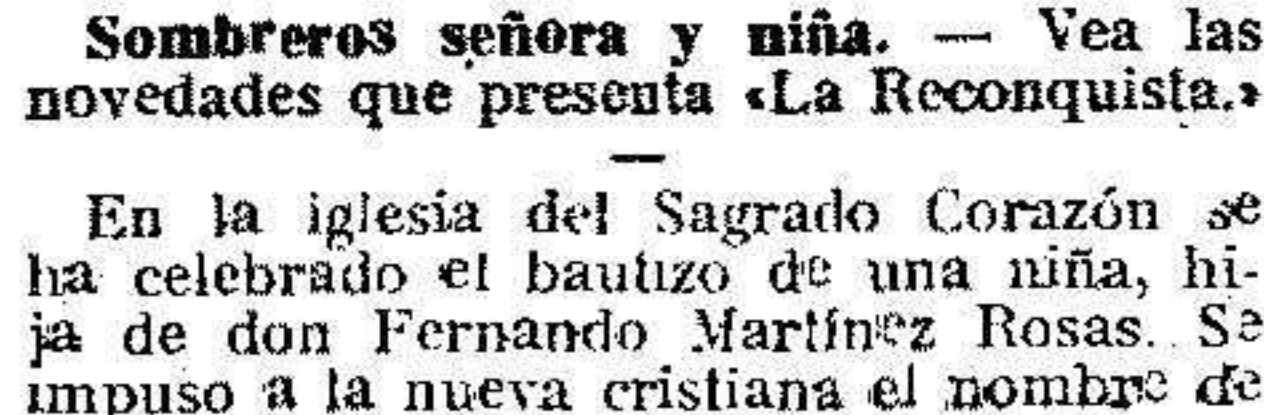 Sombreros señora y niña. — Vea las
novedades que presenta «La Reconquista.»
—
En la iglesia del Sagrado Corazón se
ha celebrado el bautizo de una niña, hi-
ja de don Fernando Martínez Rosas. Se
impuso a la nueva cristiana el nombre de